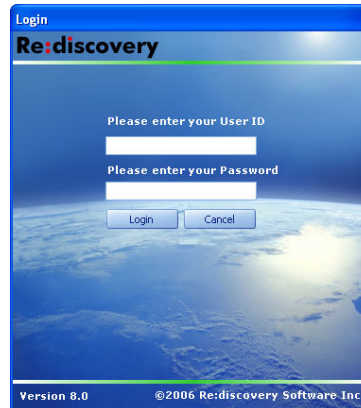 Login
Re:discovery
Please enter your User ID
Please enter your Password
Login Cancel
Version 8.0 ©2006 Re:discovery Software Inc